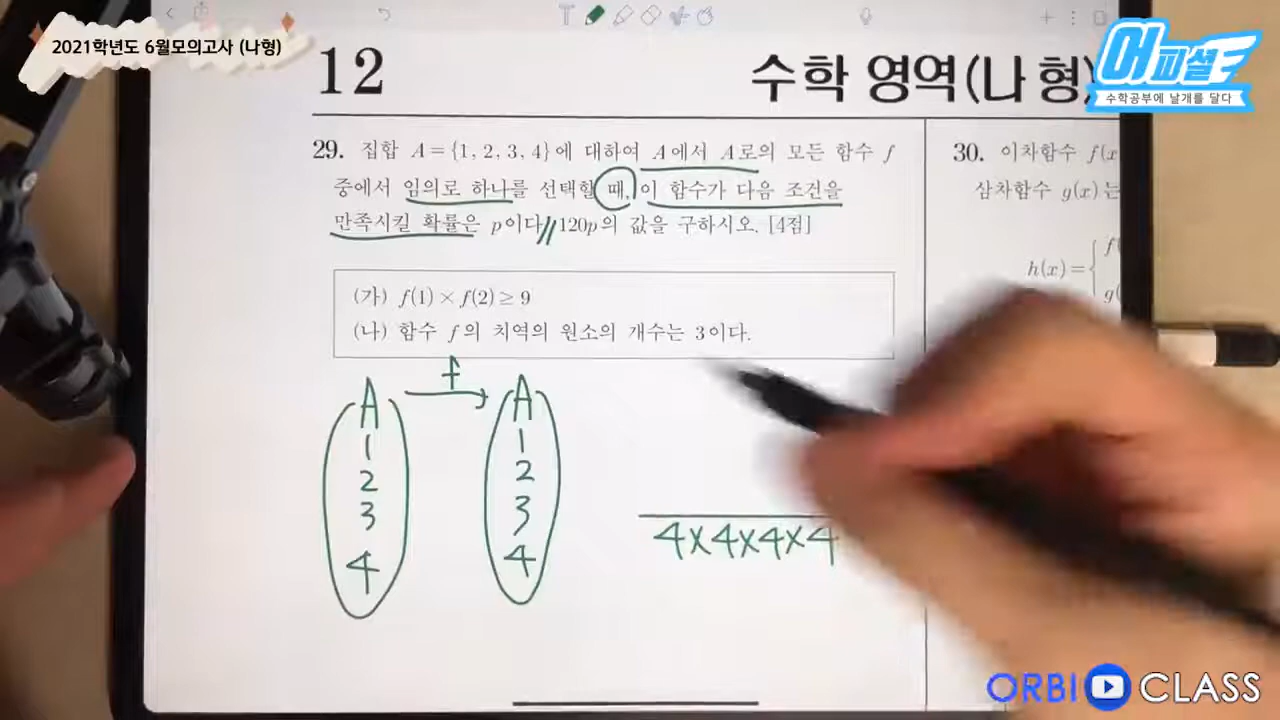 2021학년도 6월모의고사 (나형)
12
수학 영역(나 형)
어피셜
수학공부에 날개를 달다
29. 집합 A={1, 2, 3, 4}에 대하여 A에서 A로의 모든 함수 f
중에서 임의로 하나를 선택할 때, 이 함수가 다음 조건을
만족시킬 확률은 p이다. 120p의 값을 구하시오. [4점]
(가) f(1)×f(2)≥9
(나) 함수 f의 치역의 원소의 개수는 3이다.
30. 이차함수 f(x
삼차함수 g(x)는
h(x)={
f(
g(
f
A A
1 1
2 2
3 3
4 4
4×4×4×4
ORBI CLASS